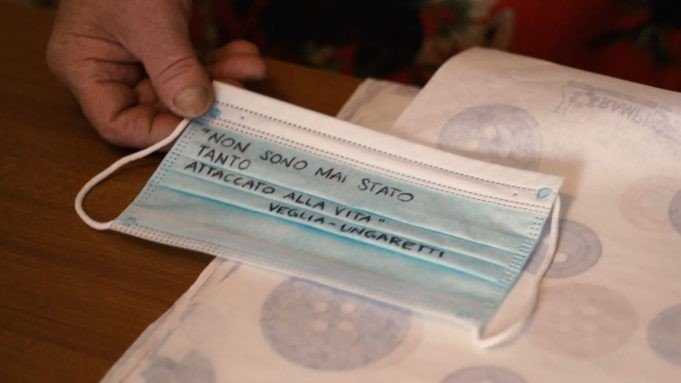 "NON SONO MAI STATO
TANTO
ATTACCATO ALLA VITA"
VEGLIA - UNGARETTI